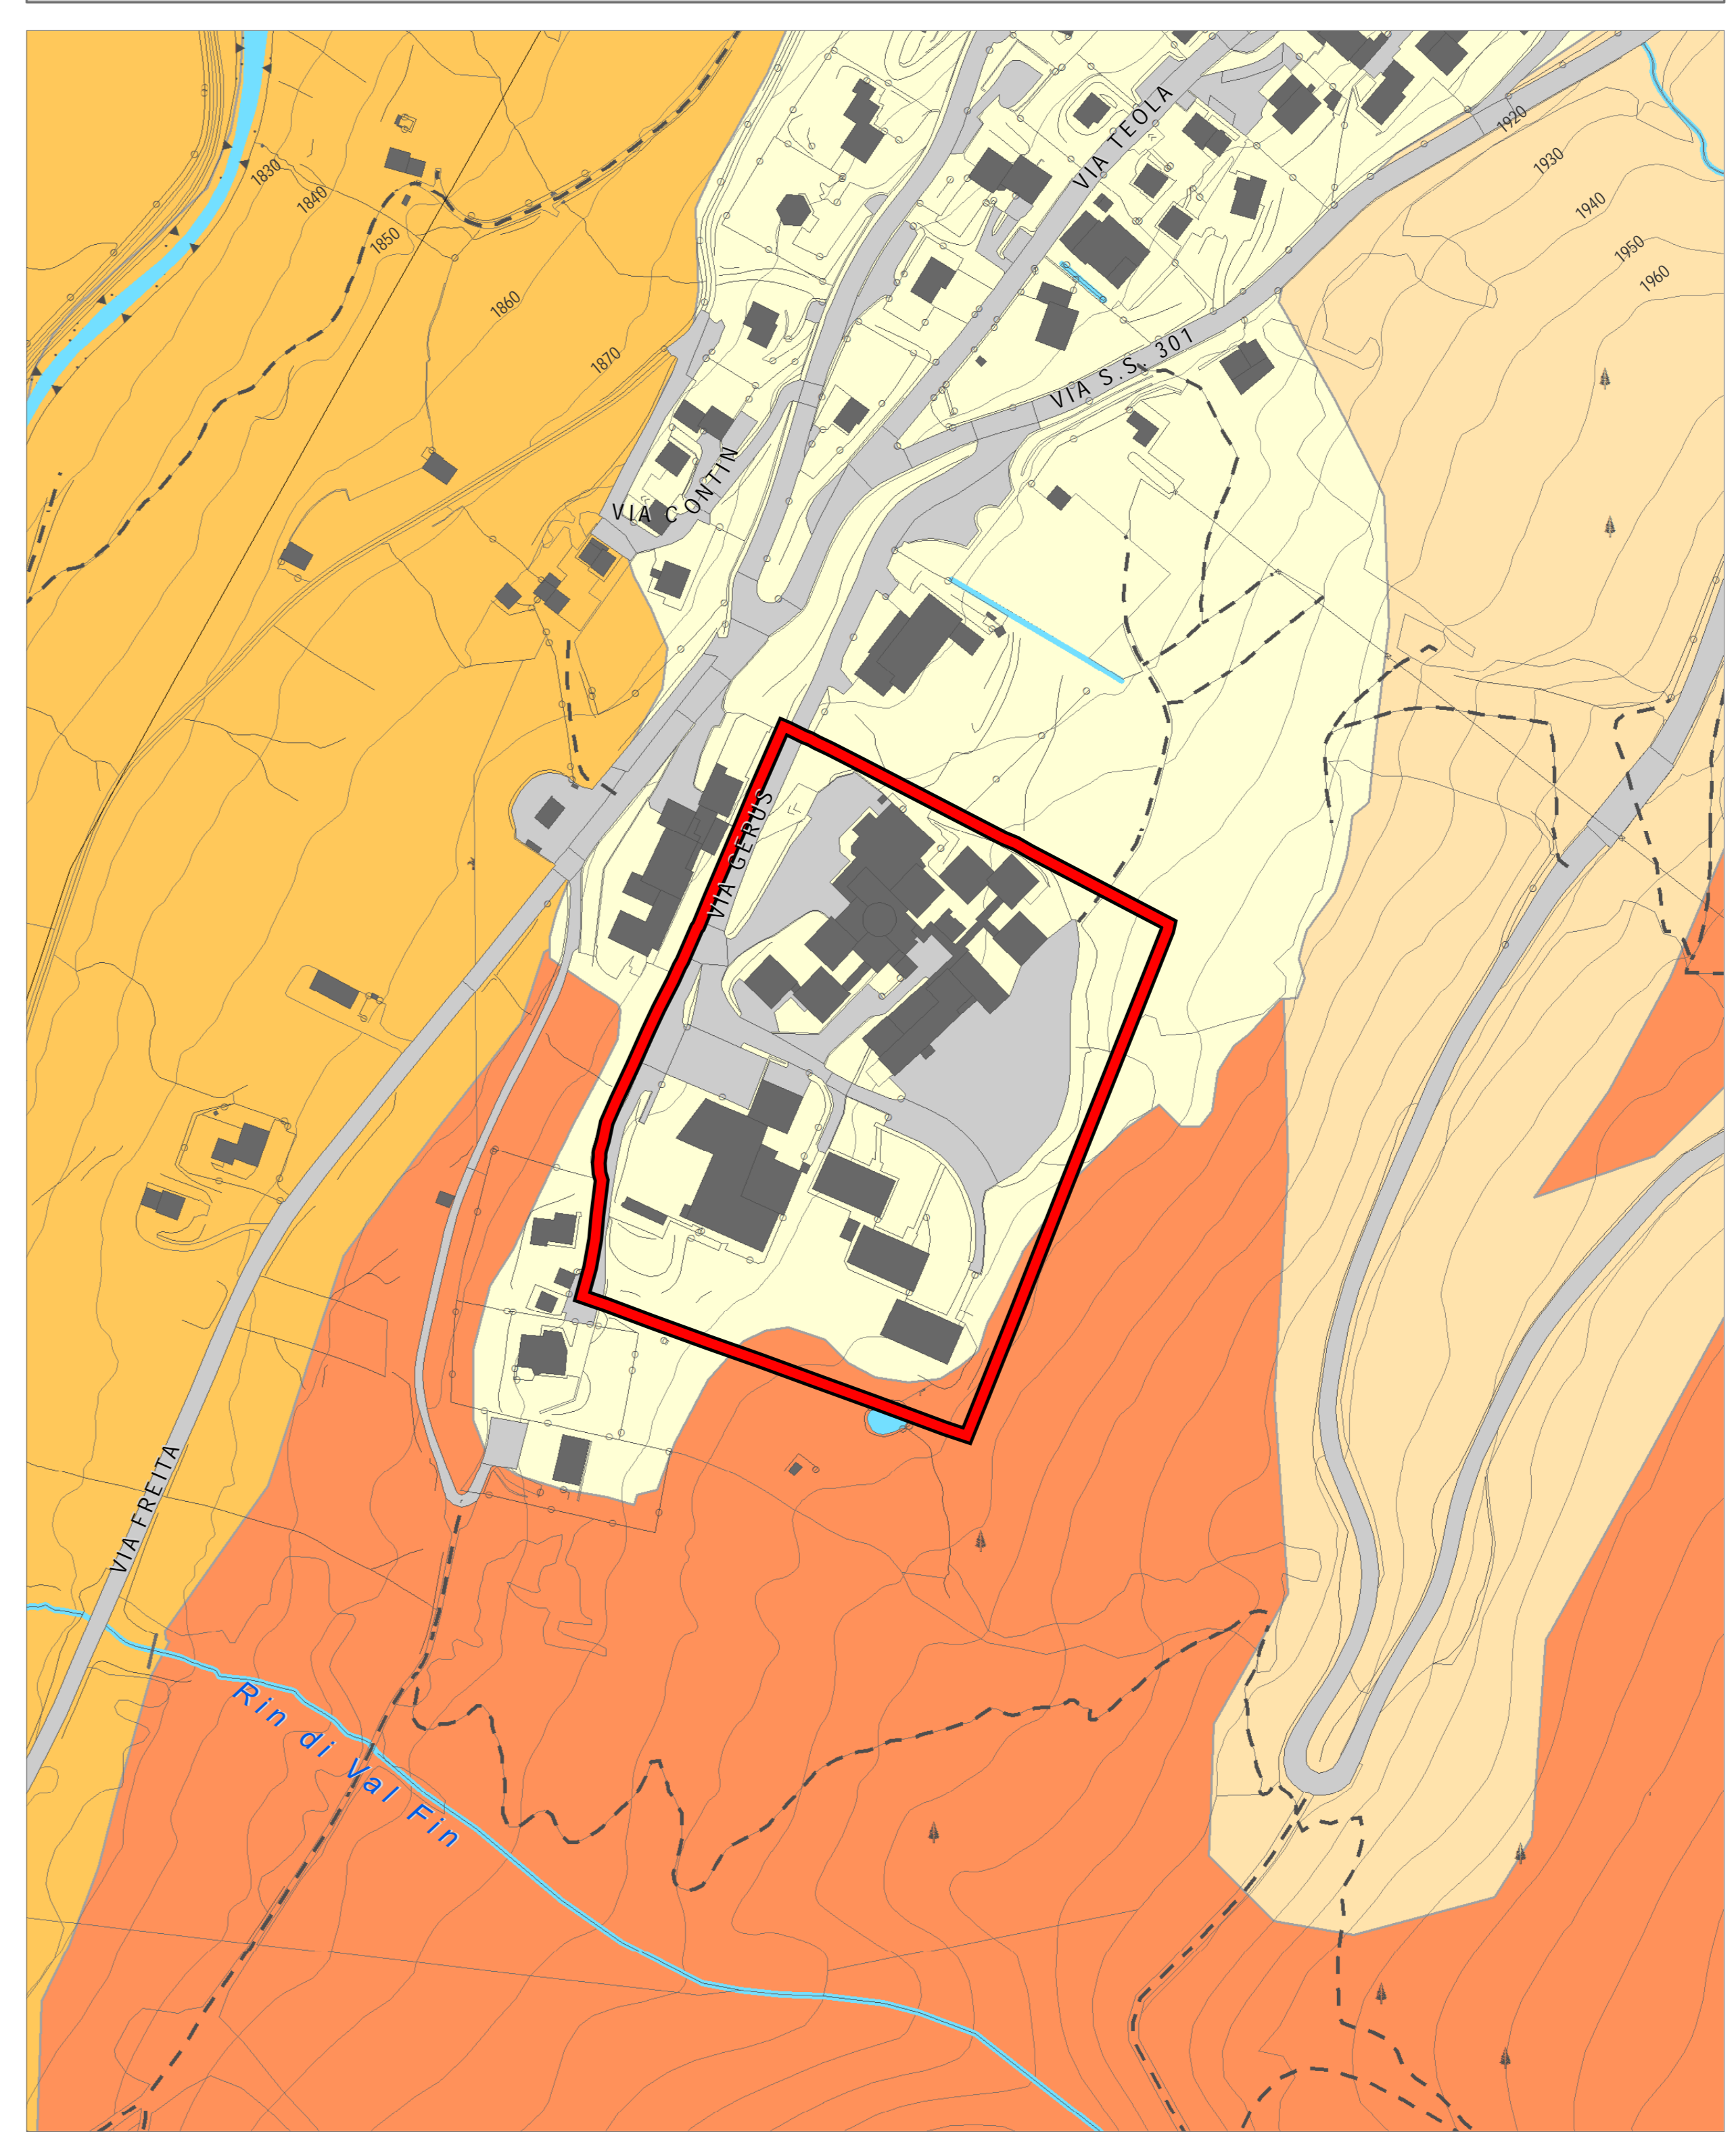 VIA TEOLA
1920
1930
1830
1840
1940
1850
1950
1960
1860
1870
VIA S.S. 301
VIA CONTIN
VIA GERUS
VIA FREITA
Rin di Val Fin